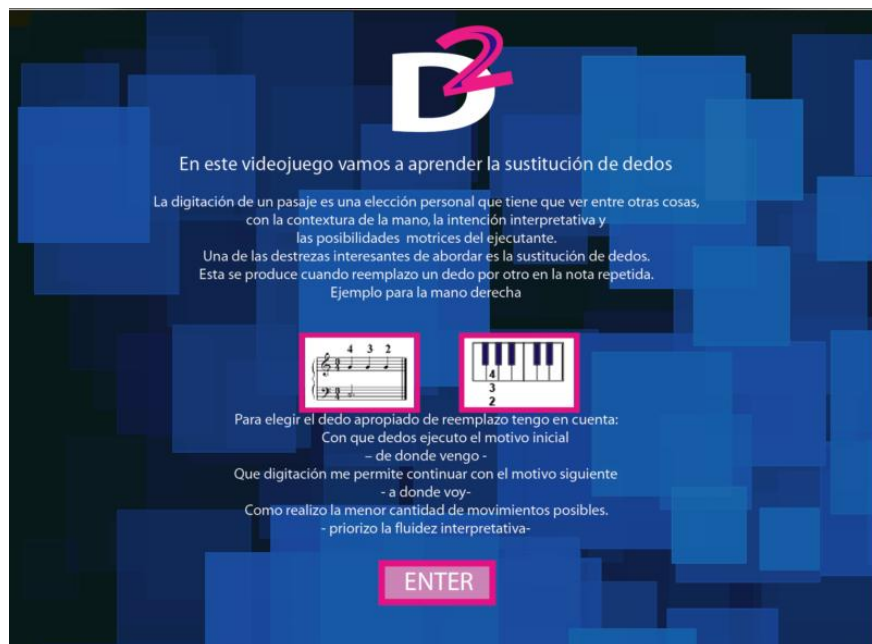 D2
En este videojuego vamos a aprender la sustitución de dedos
La digitación de un pasaje es una elección personal que tiene que ver entre otras cosas,
con la contextura de la mano, la intención interpretativa y
las posibilidades motrices del ejecutante.
Una de las destrezas interesantes de abordar es la sustitución de dedos.
Esta se produce cuando reemplazo un dedo por otro en la nota repetida.
Ejemplo para la mano derecha
4 3 2
4
3
2
Para elegir el dedo apropiado de reemplazo tengo en cuenta:
Con que dedos ejecuto el motivo inicial
– de donde vengo -
Que digitación me permite continuar con el motivo siguiente
- a donde voy-
Como realizo la menor cantidad de movimientos posibles.
- priorizo la fluidez interpretativa-
ENTER